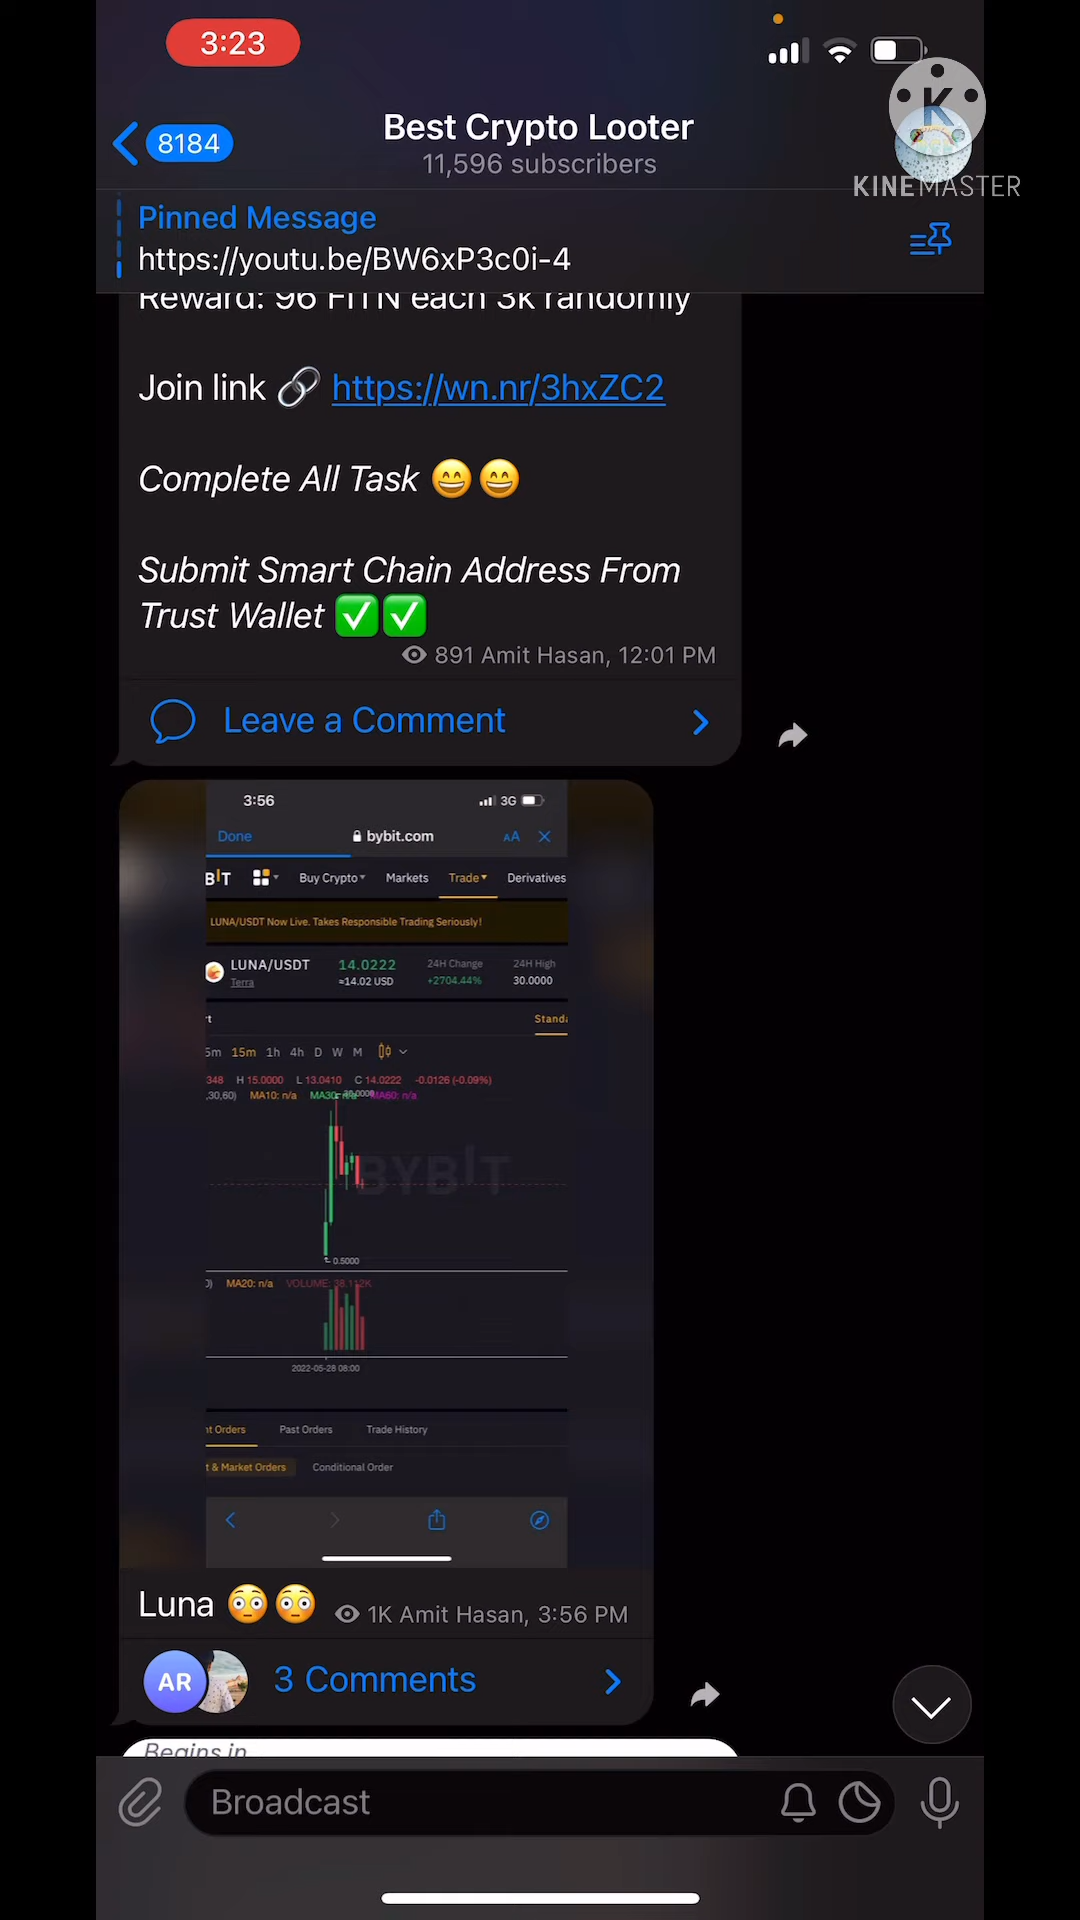 3:23
8184
Best Crypto Looter
11,596 subscribers
K
KINEMASTER
Pinned Message
https://youtu.be/BW6xP3c0i-4
Reward: 96 FITN each 3k randomly
Join link https://wn.nr/3hxZC2
Complete All Task
Submit Smart Chain Address From
Trust Wallet
891 Amit Hasan, 12:01 PM
Leave a Comment
3:56
3G
Done
bybit.com
AA
Buy Crypto
Markets
Trade
Derivatives
LUNA/USDT Now Live. Takes Responsible Trading Seriously!
LUNA/USDT
14.0222
24H Change
24H High
Terra
≈14.02 USD
+2704.44%
30.0000
15m 1h 4h D W M
348 H 15.0000 L 13.0410 C 14.0222 -0.0126 (-0.09%)
,30,60) MA10: n/a MA30: n/a MA60: n/a
30.0000
BYBIT
0.5000
MA20: n/a VOLUME: 38.112K
2022-05-28 08:00
Past Orders
Trade History
t & Market Orders
Conditional Order
Luna
1K Amit Hasan, 3:56 PM
AR
3 Comments
Begins in
Broadcast